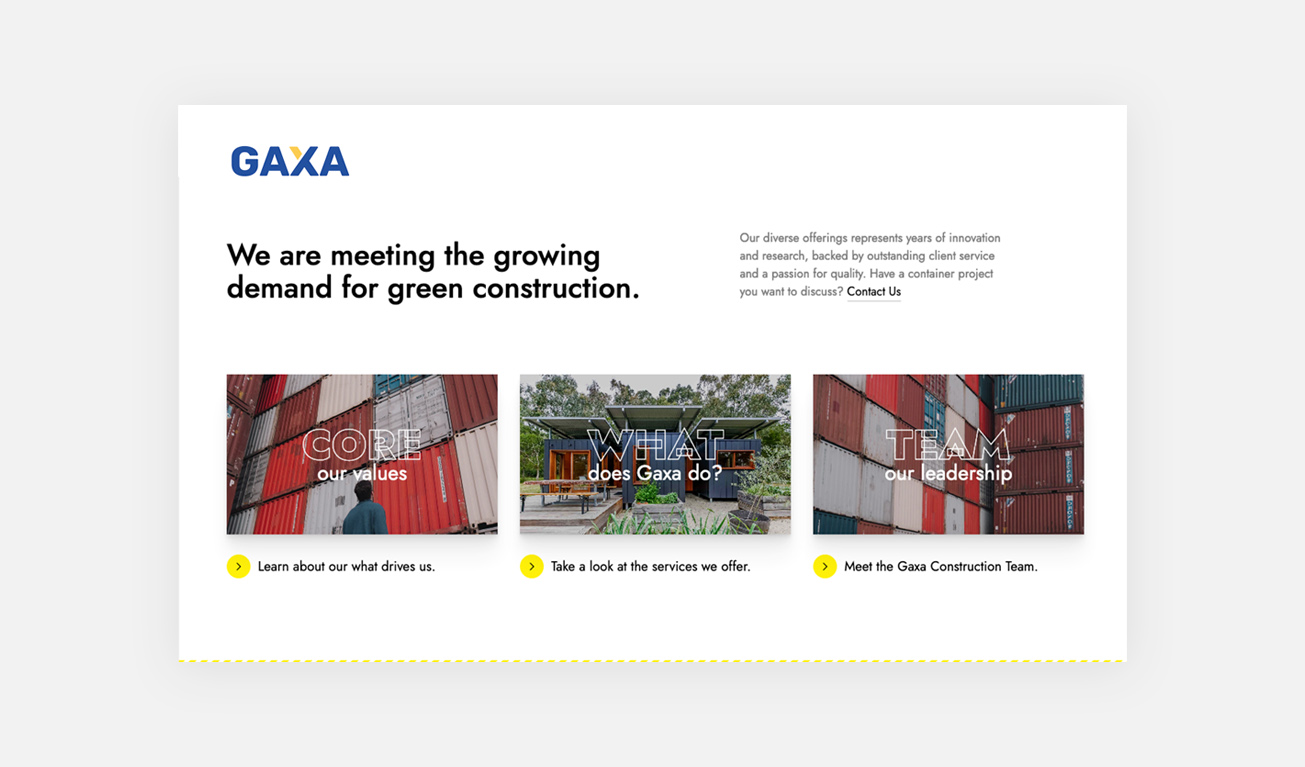 GAXA
We are meeting the growing
demand for green construction.
Our diverse offerings represents years of innovation
and research, backed by outstanding client service
and a passion for quality. Have a container project
you want to discuss? Contact Us
CORE
our values
WHAT
does Gaxa do?
TEAM
our leadership
Learn about our what drives us.
Take a look at the services we offer.
Meet the Gaxa Construction Team.